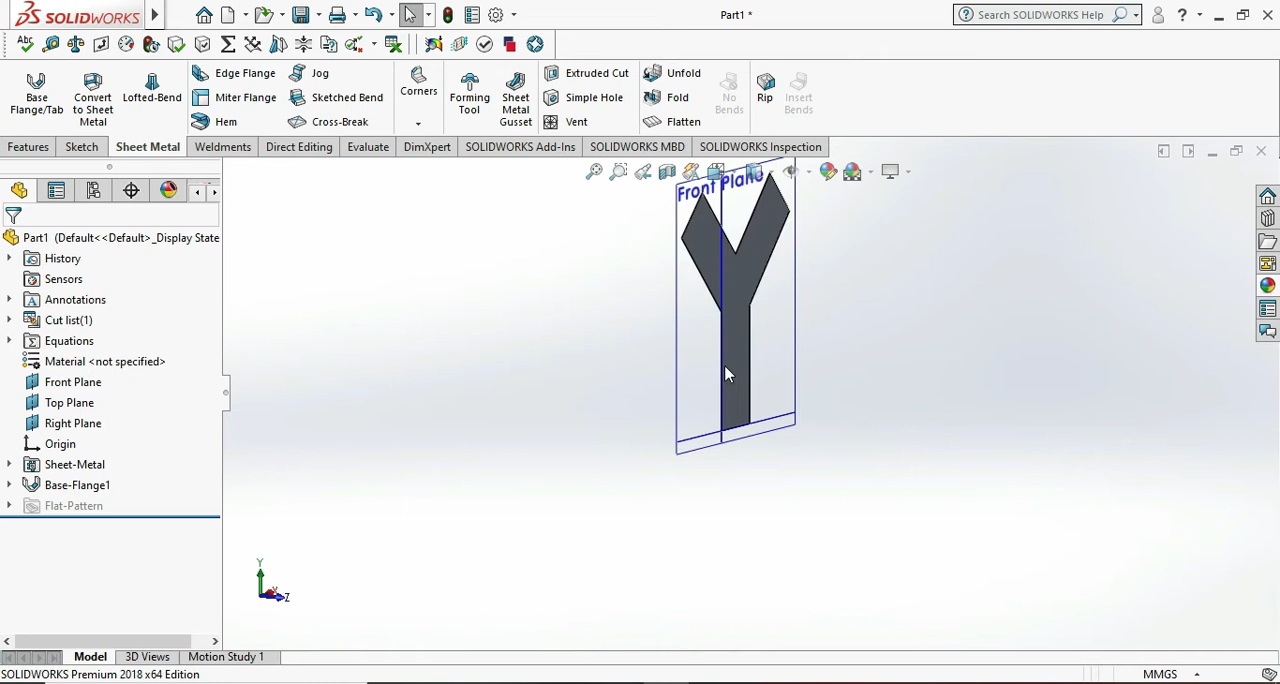 SOLIDWORKS
Part1 *
Search SOLIDWORKS Help
Base Flange/Tab
Convert to Sheet Metal
Lofted-Bend
Edge Flange
Miter Flange
Hem
Jog
Sketched Bend
Cross-Break
Corners
Forming Tool
Sheet Metal Gusset
Extruded Cut
Simple Hole
Vent
Unfold
Fold
Flatten
No Bends
Rip
Insert Bends
Features
Sketch
Sheet Metal
Weldments
Direct Editing
Evaluate
DimXpert
SOLIDWORKS Add-Ins
SOLIDWORKS MBD
SOLIDWORKS Inspection
Part1 (Default<<Default>_Display State
History
Sensors
Annotations
Cut list(1)
Equations
Material <not specified>
Front Plane
Top Plane
Right Plane
Origin
Sheet-Metal
Base-Flange1
Flat-Pattern
Front Plane
Y
Z
Model
3D Views
Motion Study 1
SOLIDWORKS Premium 2018 x64 Edition
MMGS